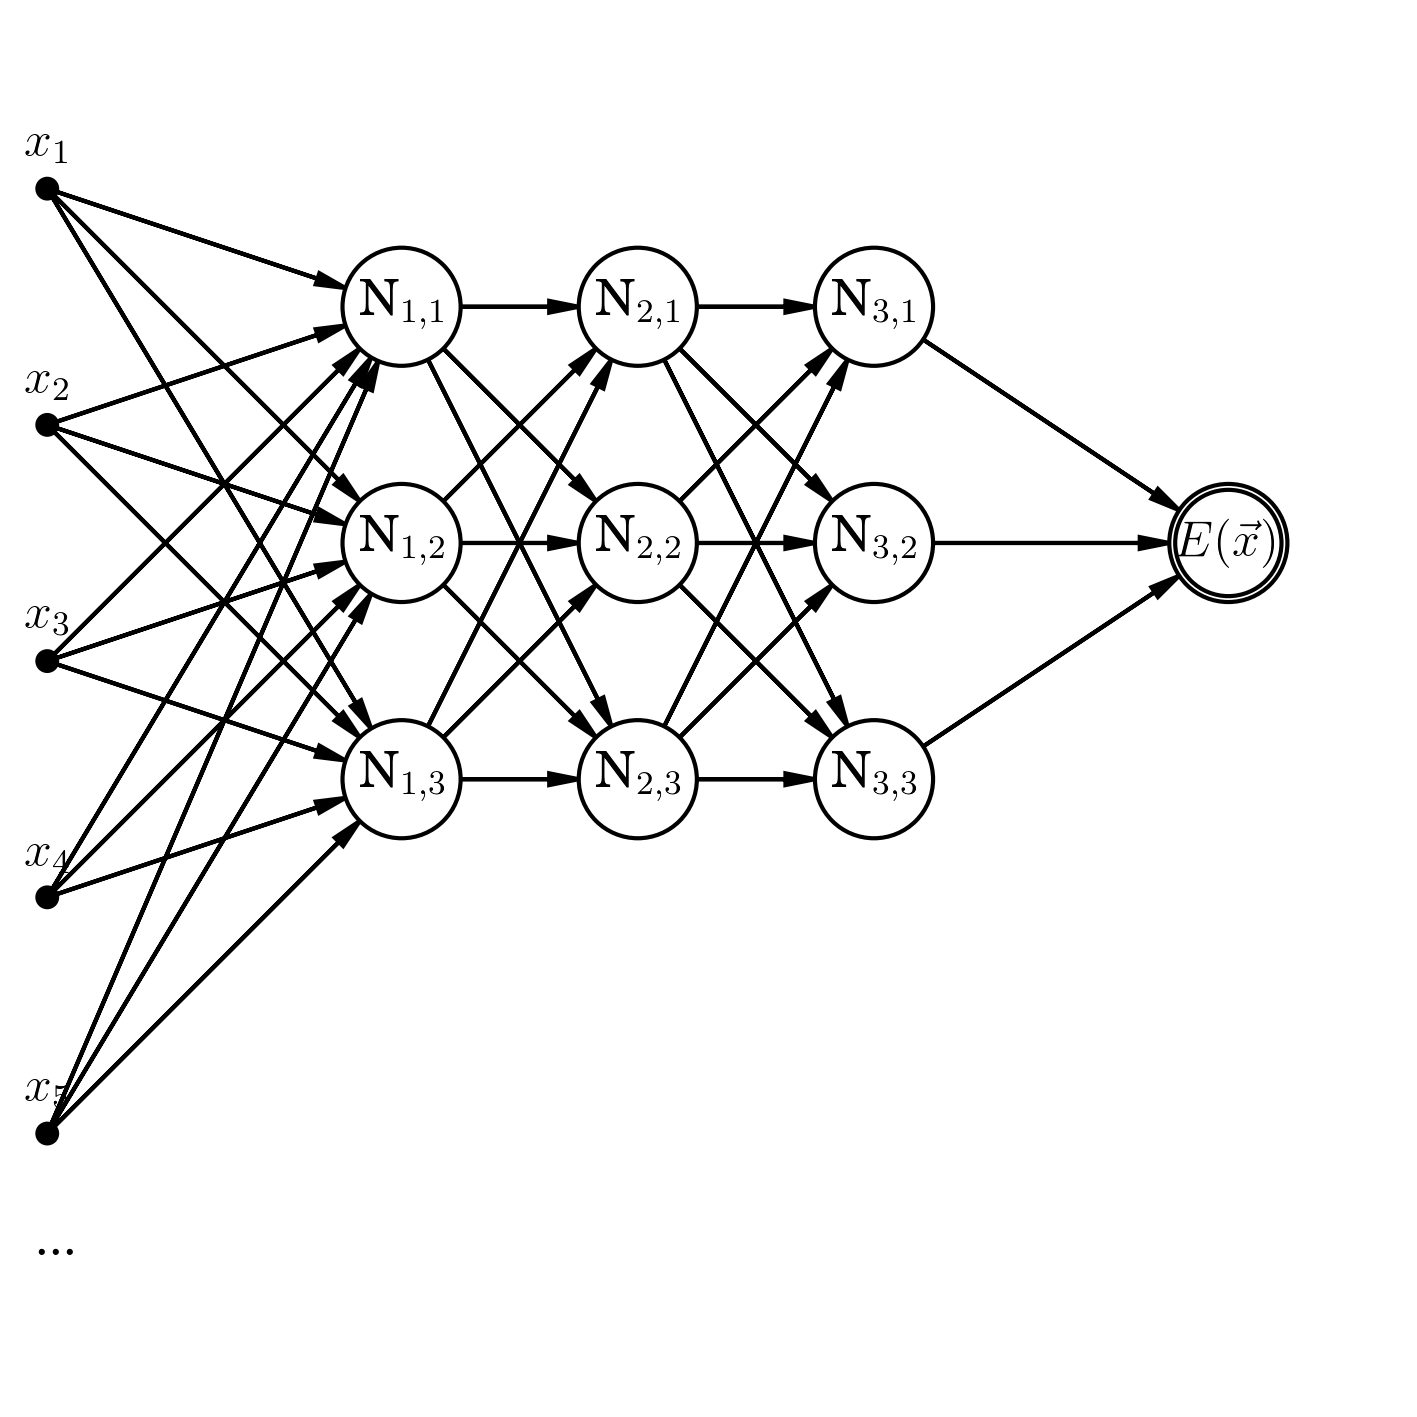 x₁
x₂
x₃
x₄
x₅
...
N₁,₁ N₂,₁ N₃,₁
N₁,₂ N₂,₂ N₃,₂ E(x⃗)
N₁,₃ N₂,₃ N₃,₃